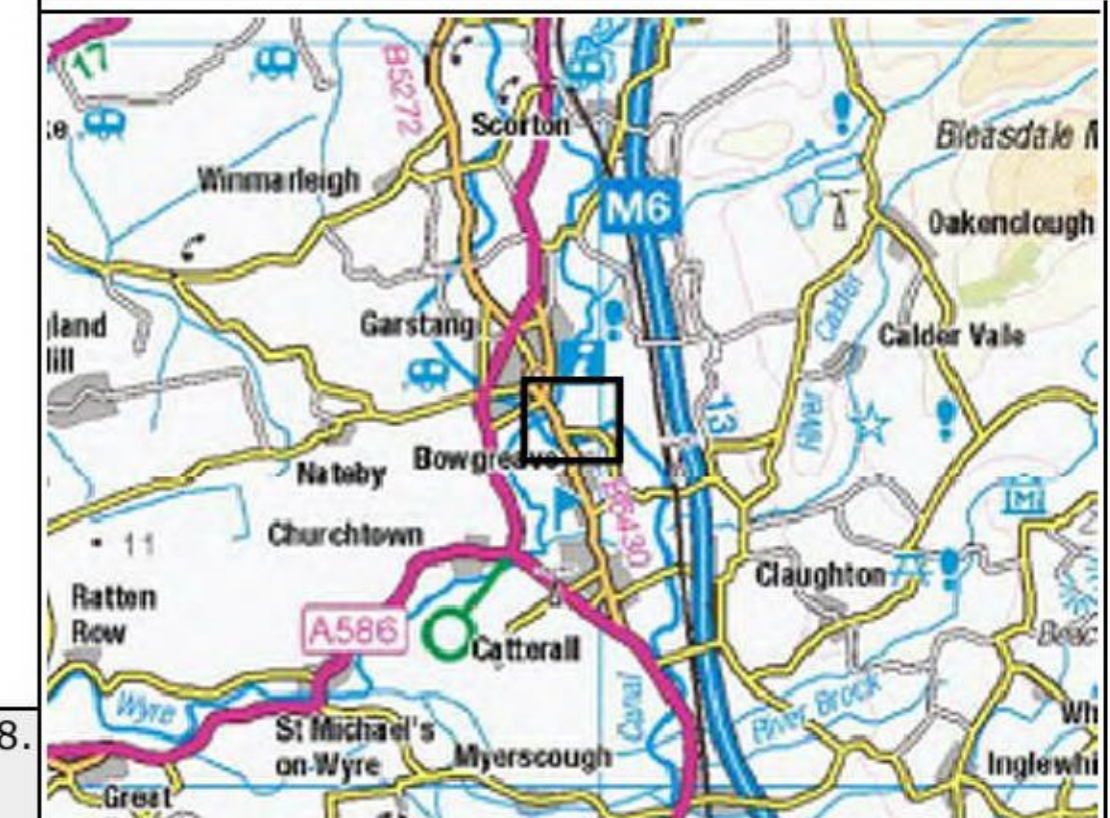 17
B5272
Scorton
Bleasdale
Winmarleigh
M6
Oakenclough
Garstang
Calder
Calder Vale
13
Bowgreave
Nateby
B6430
Churchtown
11
Claughton
Ratten
Row
A586
Catterall
Wyre
Canal
River Brock
8.
St Michael's
on-Wyre
Myerscough
Great